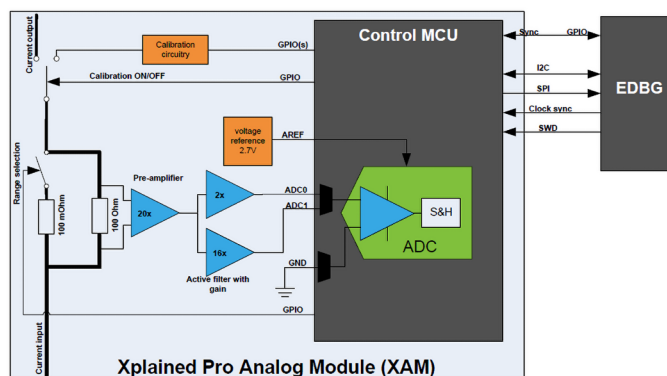 Current output
Calibration
circuitry
GPIO(s)
Control MCU
Sync
GPIO
Calibration ON/OFF
GPIO
I2C
SPI
EDBG
Clock sync
SWD
voltage
reference
2.7V
AREF
Range selection
Pre-amplifier
100 mOhm
100 Ohm
20x
2x
16x
ADC0
ADC1
S&H
ADC
GND
Active filter with
gain
GPIO
Current input
Xplained Pro Analog Module (XAM)